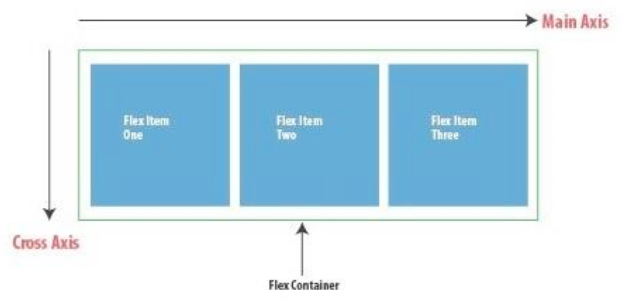 Main Axis
Flex Item
One
Flex Item
Two
Flex Item
Three
Cross Axis
Flex Container